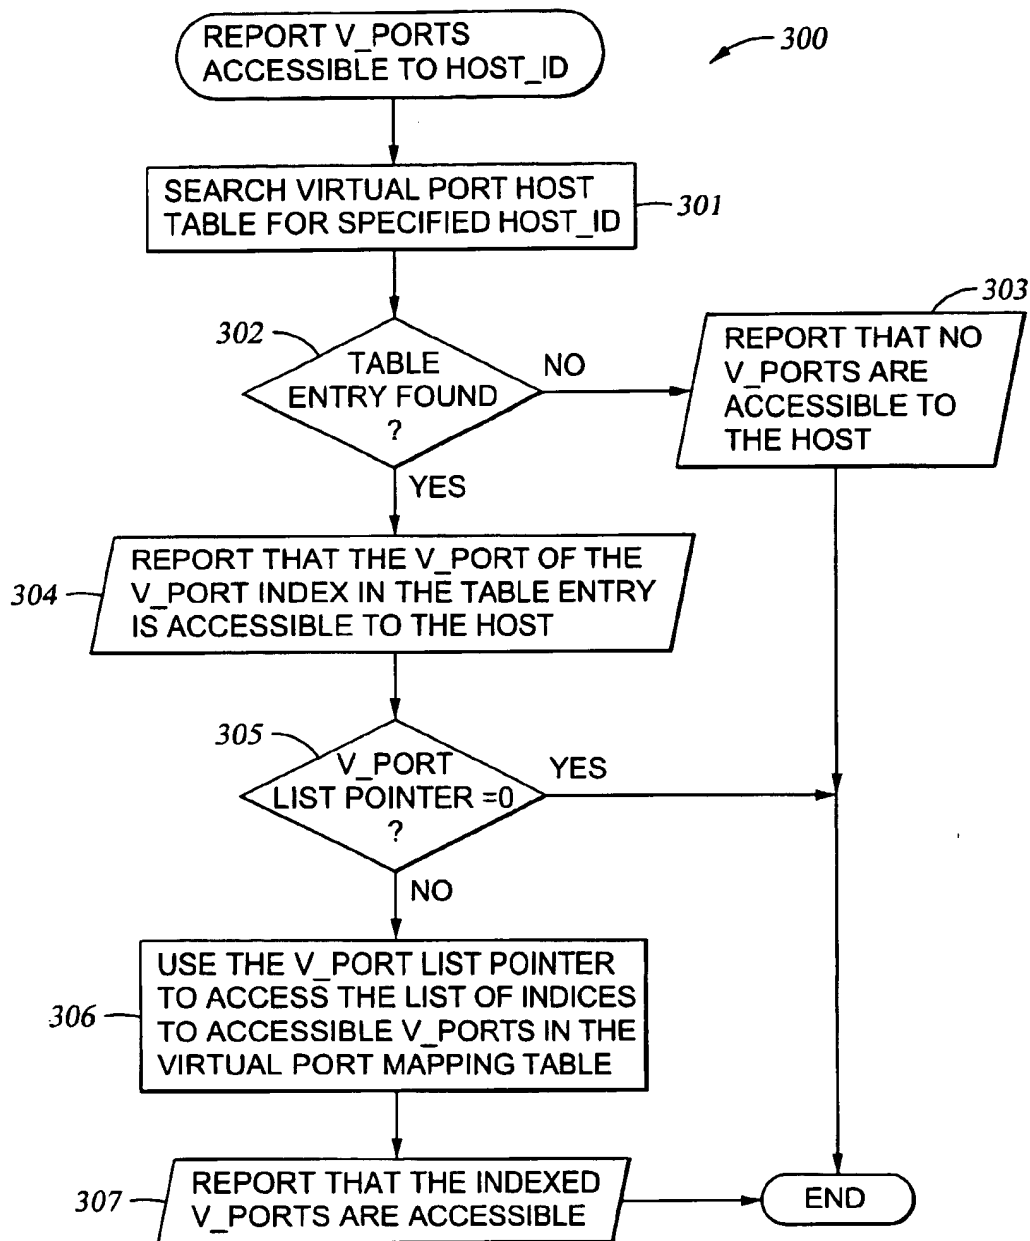 REPORT V_PORTS
ACCESSIBLE TO HOST_ID
300
SEARCH VIRTUAL PORT HOST
TABLE FOR SPECIFIED HOST_ID
301
302
TABLE
ENTRY FOUND
?
NO
YES
303
REPORT THAT NO
V_PORTS ARE
ACCESSIBLE TO
THE HOST
304
REPORT THAT THE V_PORT OF THE
V_PORT INDEX IN THE TABLE ENTRY
IS ACCESSIBLE TO THE HOST
305
V_PORT
LIST POINTER =0
?
YES
NO
306
USE THE V_PORT LIST POINTER
TO ACCESS THE LIST OF INDICES
TO ACCESSIBLE V_PORTS IN THE
VIRTUAL PORT MAPPING TABLE
307
REPORT THAT THE INDEXED
V_PORTS ARE ACCESSIBLE
END